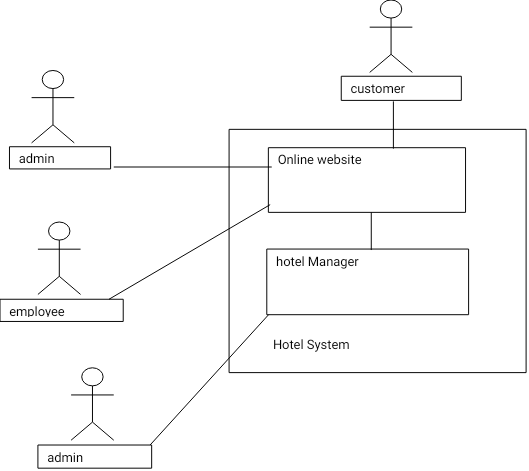 customer
admin
Online website
employee
hotel Manager
Hotel System
admin